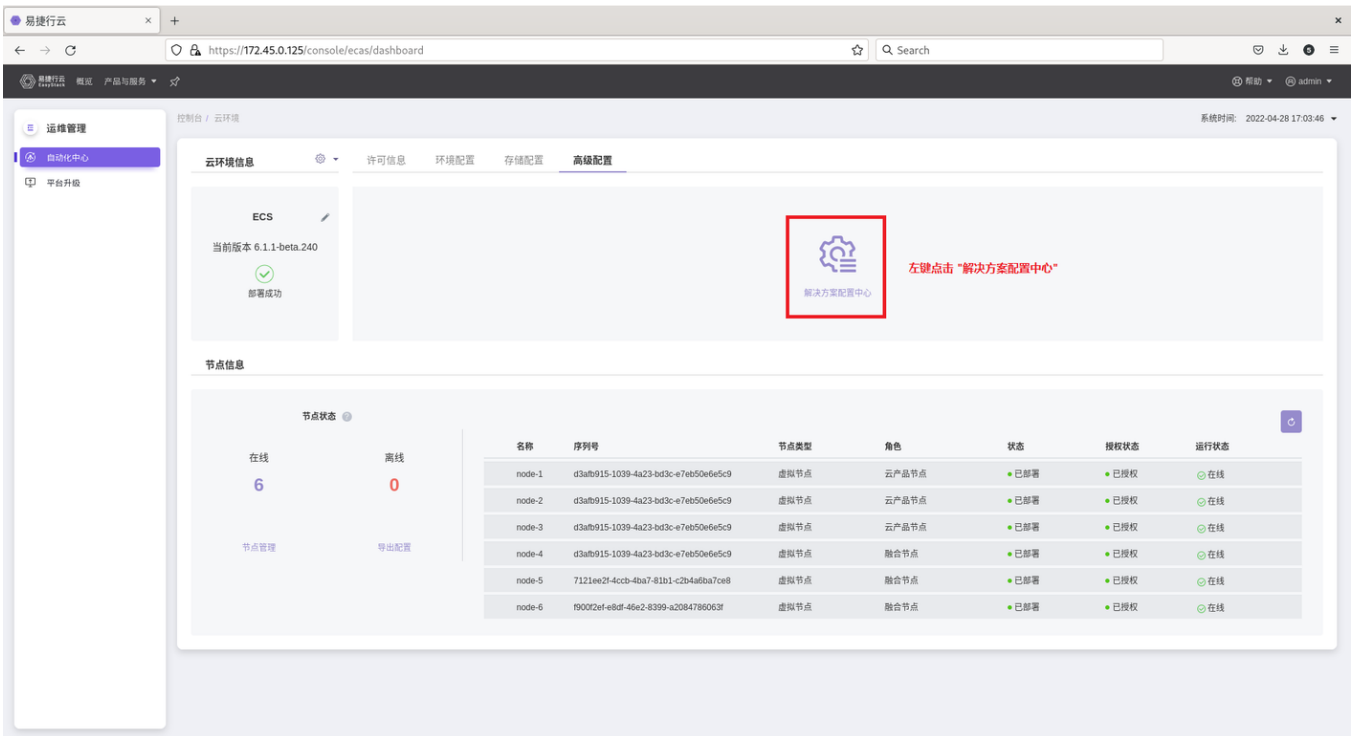 易捷行云
https://172.45.0.125/console/ecas/dashboard
Search
易捷行云 EasyStack 概览 产品与服务
帮助 admin
运维管理
自动化中心
平台升级
控制台 / 云环境
系统时间: 2022-04-28 17:03:46
云环境信息
许可信息 环境配置 存储配置 高级配置
ECS
当前版本 6.1.1-beta.240
部署成功
解决方案配置中心
左键点击 "解决方案配置中心"
节点信息
节点状态
在线 离线
6 0
节点管理 导出配置
名称 序列号 节点类型 角色 状态 授权状态 运行状态
node-1 d3afb915-1039-4a23-bd3c-e7eb50e6e5c9 虚拟节点 云产品节点 已部署 已授权 在线
node-2 d3afb915-1039-4a23-bd3c-e7eb50e6e5c9 虚拟节点 云产品节点 已部署 已授权 在线
node-3 d3afb915-1039-4a23-bd3c-e7eb50e6e5c9 虚拟节点 云产品节点 已部署 已授权 在线
node-4 d3afb915-1039-4a23-bd3c-e7eb50e6e5c9 虚拟节点 融合节点 已部署 已授权 在线
node-5 7121ee2f-4ccb-4ba7-81b1-c2b4a6ba7ce8 虚拟节点 融合节点 已部署 已授权 在线
node-6 f900f2ef-e8df-46e2-8399-a2084786063f 虚拟节点 融合节点 已部署 已授权 在线